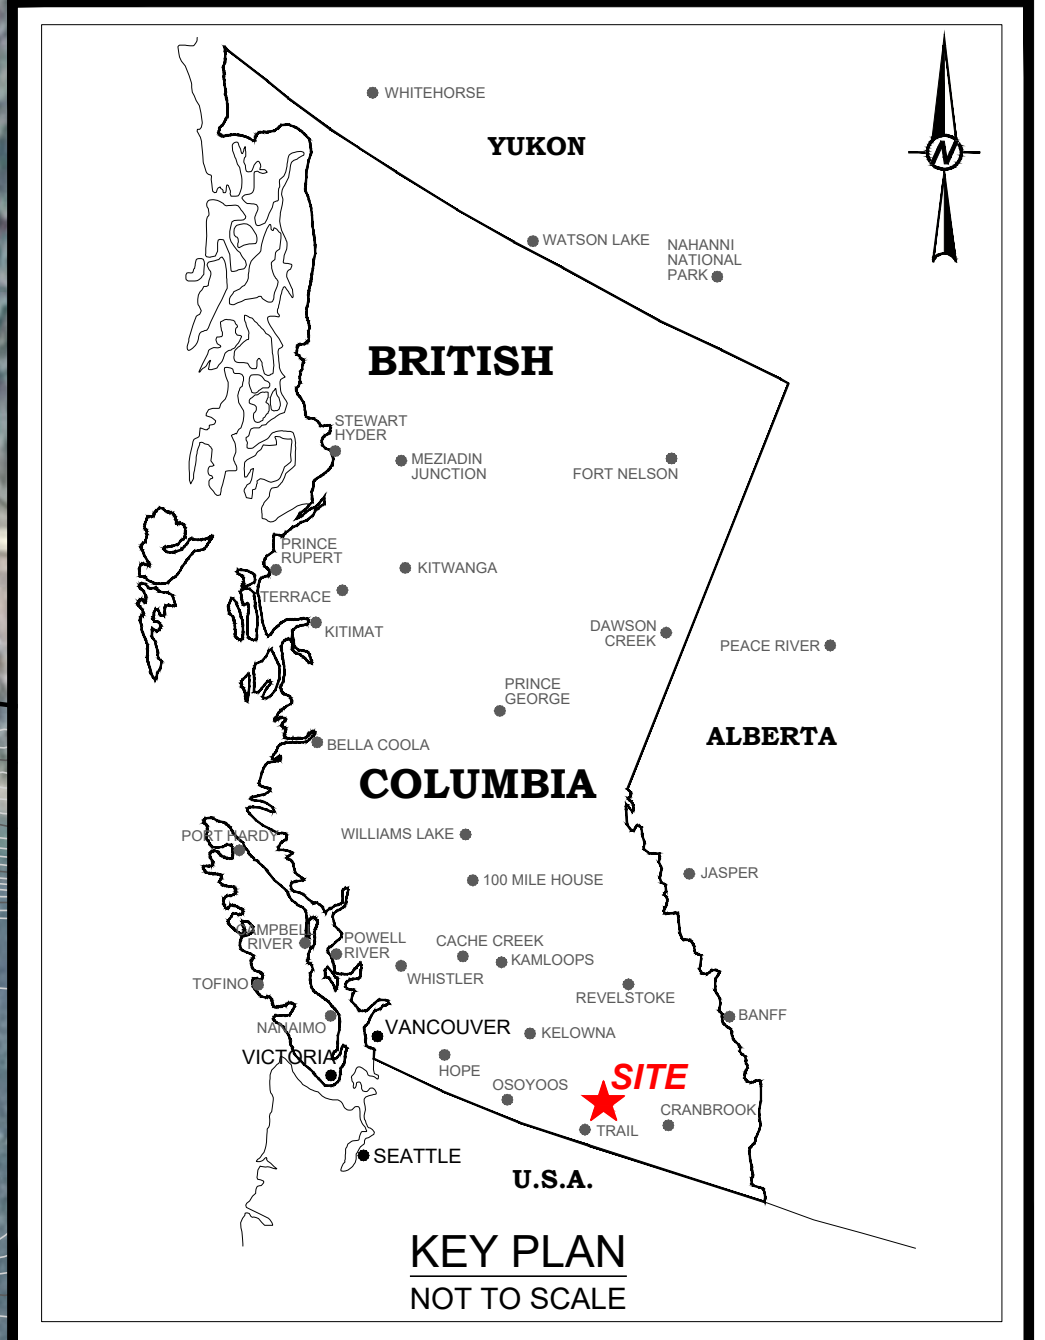 WHITEHORSE
YUKON
N
WATSON LAKE
NAHANNI
NATIONAL
PARK
BRITISH
STEWART
HYDER
MEZIADIN
JUNCTION
FORT NELSON
PRINCE
RUPERT
KITWANGA
TERRACE
KITIMAT
DAWSON
CREEK
PEACE RIVER
PRINCE
GEORGE
ALBERTA
BELLA COOLA
COLUMBIA
PORT HARDY
WILLIAMS LAKE
JASPER
100 MILE HOUSE
CAMPBELL
RIVER
POWELL
RIVER
CACHE CREEK
KAMLOOPS
WHISTLER
TOFINO
REVELSTOKE
BANFF
NANAIMO
VANCOUVER
KELOWNA
VICTORIA
HOPE
OSOYOOS
SITE
CRANBROOK
TRAIL
SEATTLE
U.S.A.
KEY PLAN
NOT TO SCALE